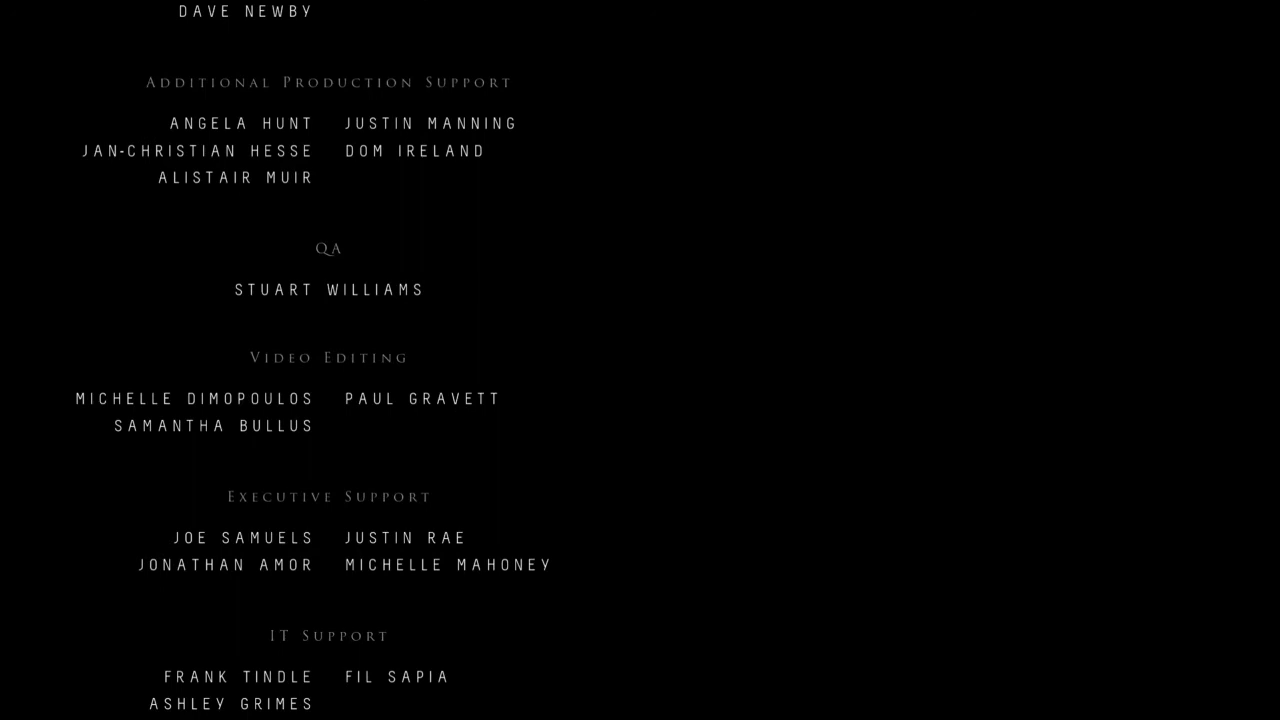 DAVE NEWBY
Additional Production Support
ANGELA HUNT JUSTIN MANNING
JAN-CHRISTIAN HESSE DOM IRELAND
ALISTAIR MUIR
QA
STUART WILLIAMS
Video Editing
MICHELLE DIMOPOULOS PAUL GRAVETT
SAMANTHA BULLUS
Executive Support
JOE SAMUELS JUSTIN RAE
JONATHAN AMOR MICHELLE MAHONEY
IT Support
FRANK TINDLE FIL SAPIA
ASHLEY GRIMES